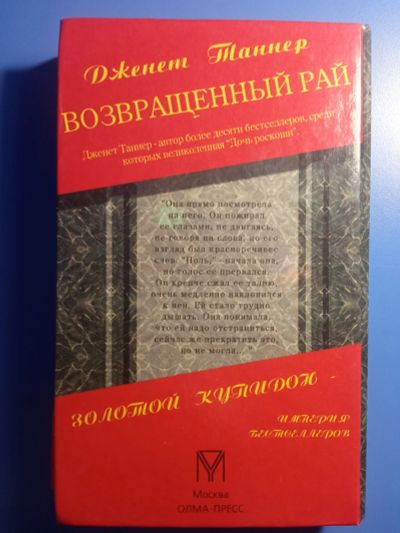 Дженет Таннер
ВОЗВРАЩЕННЫЙ РАЙ
Дженет Таннер - автор более десяти бестселлеров, среди
которых великолепная "Дочь роскоши".
"Она прямо посмотрела
на него. Он пожирал
ее глазами, не двигаясь,
не говоря ни слова, но его
взгляд был красноречивее
слов. "Поль," - начала она,
но голос ее прервался.
Он крепче сжал ее талию,
очень медленно наклонился
к ней. Ей стало трудно
дышать. Она понимала,
что ей надо отстраниться,
сейчас же прекратить это,
но не могла..."
ЗОЛОТОЙ КУПИДОН -
ИМПЕРИЯ
БЕСТСЕЛЛЕРОВ
Москва
ОЛМА-ПРЕСС